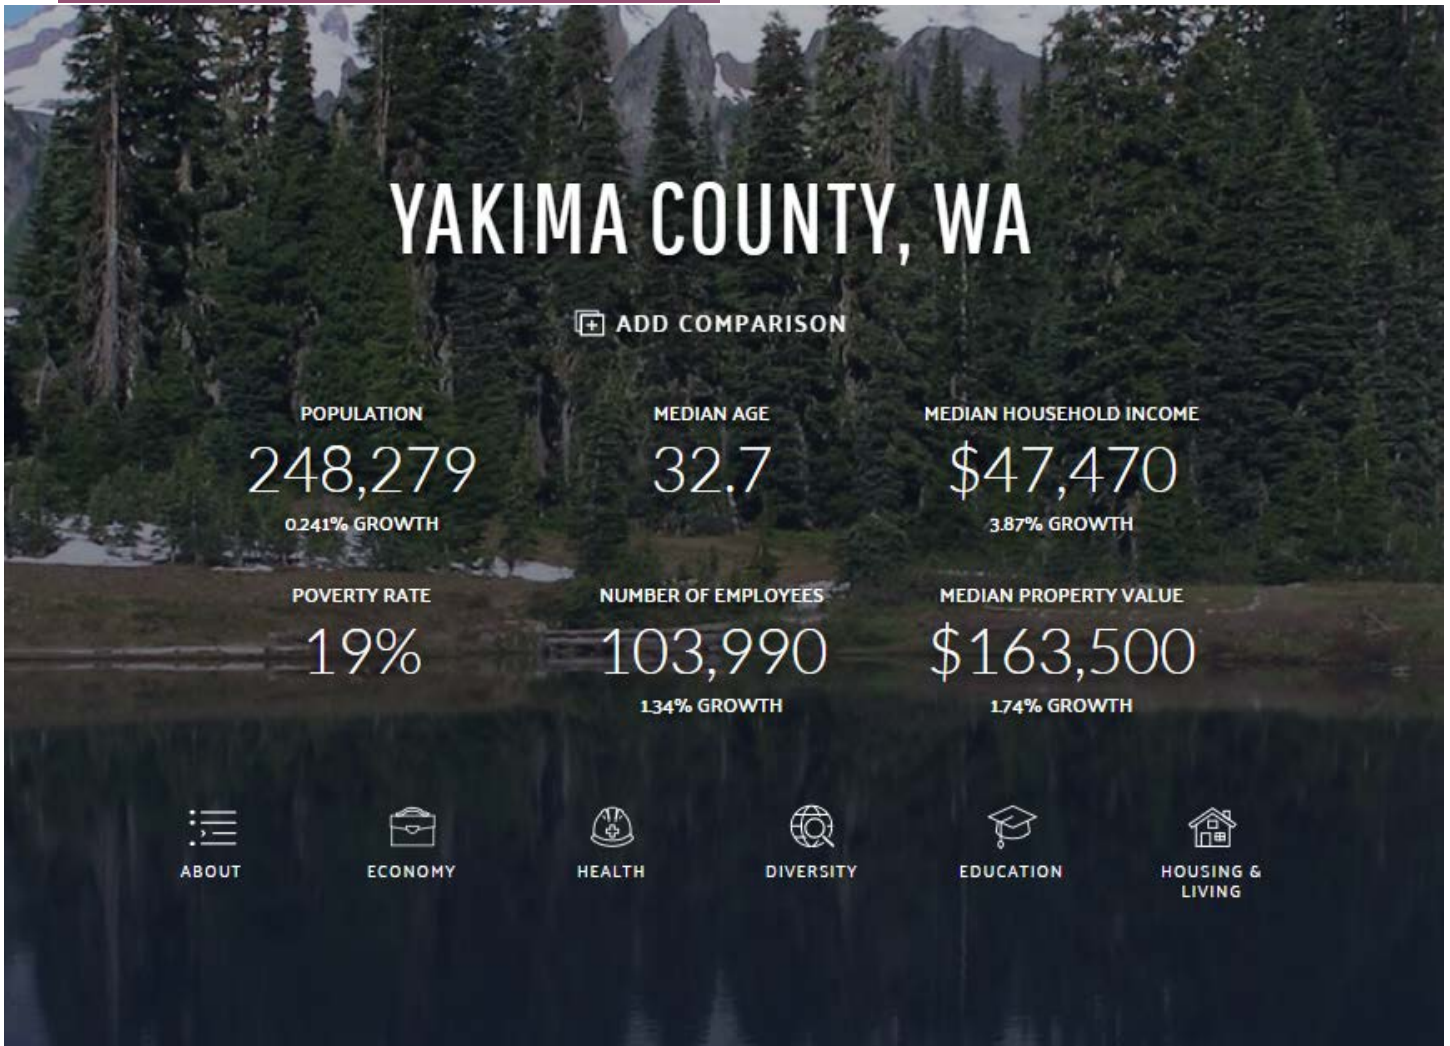 YAKIMA COUNTY, WA
ADD COMPARISON
POPULATION
248,279
0.241% GROWTH
MEDIAN AGE
32.7
MEDIAN HOUSEHOLD INCOME
$47,470
3.87% GROWTH
POVERTY RATE
19%
NUMBER OF EMPLOYEES
103,990
1.34% GROWTH
MEDIAN PROPERTY VALUE
$163,500
1.74% GROWTH
ABOUT
ECONOMY
HEALTH
DIVERSITY
EDUCATION
HOUSING &
LIVING